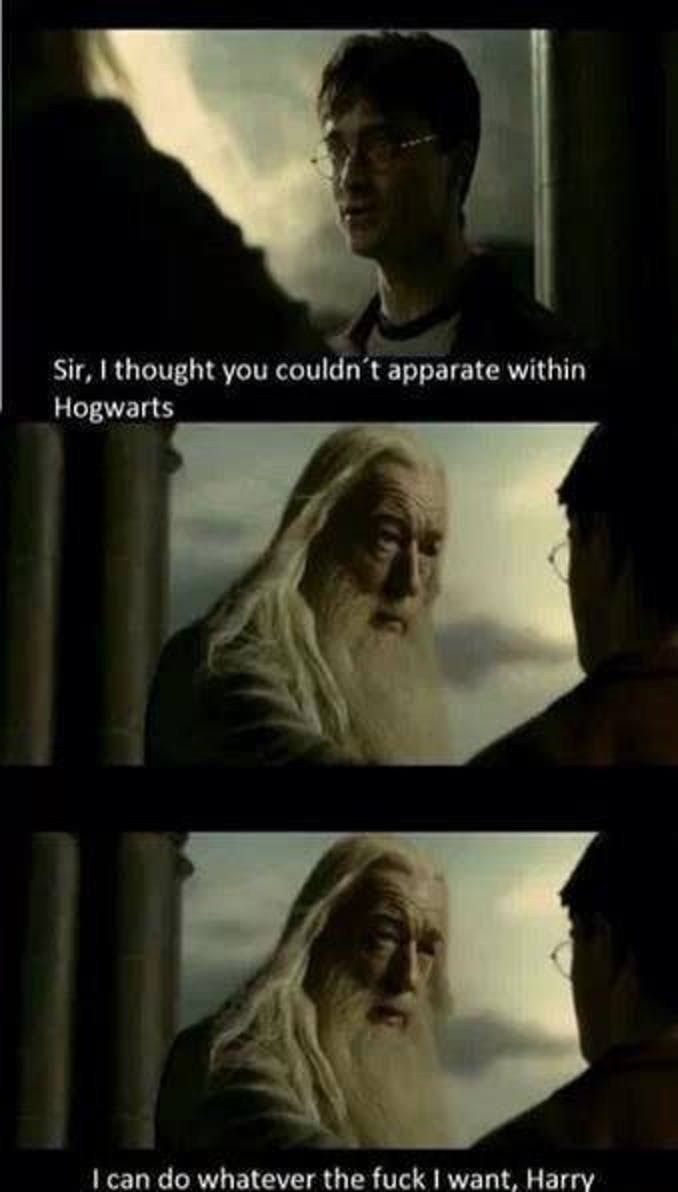 Sir, I thought you couldn´t apparate within
Hogwarts
I can do whatever the fuck I want, Harry